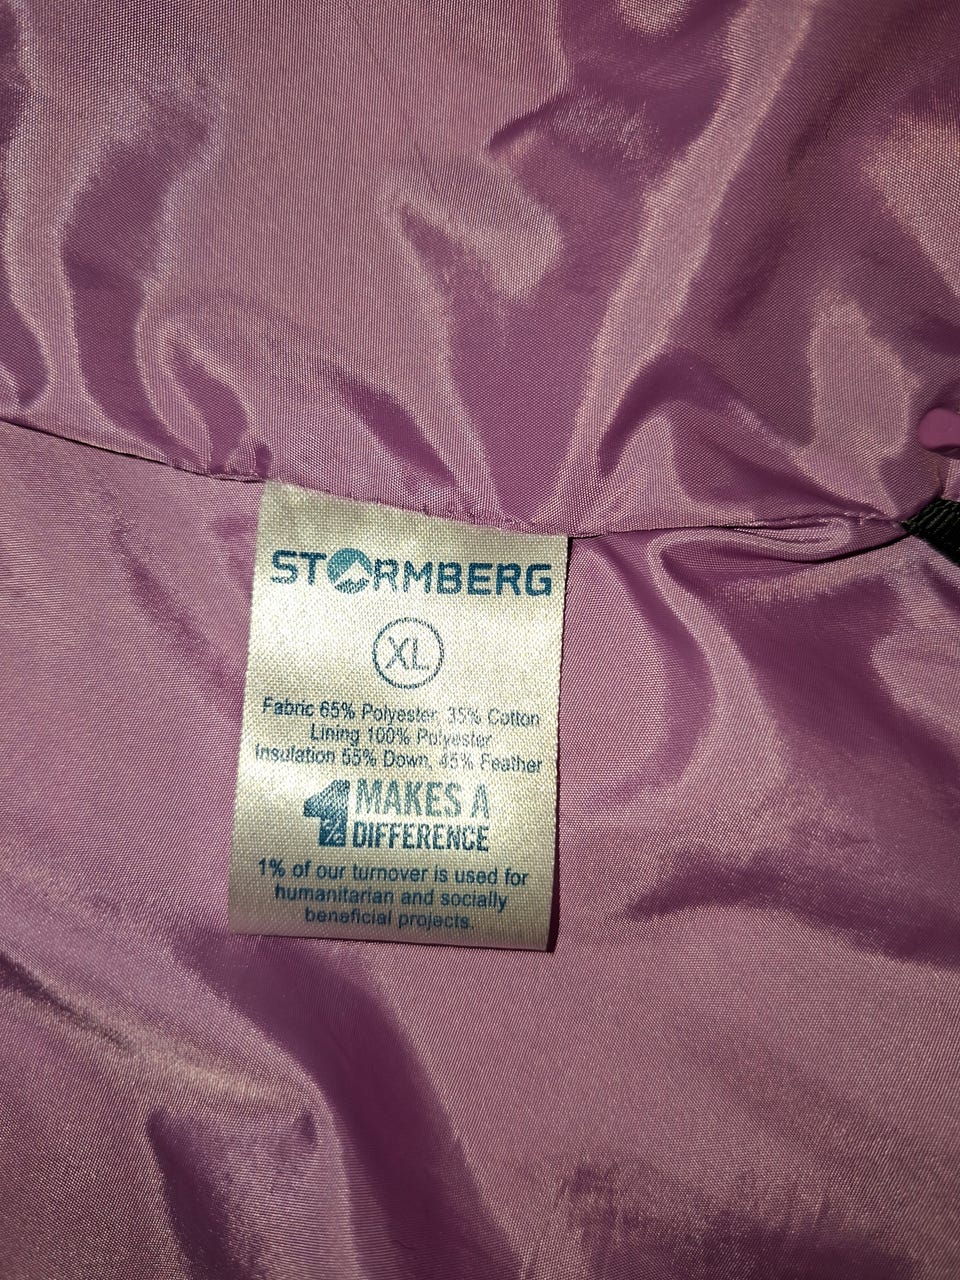 STORMBERG
XL
Fabric 65% Polyester, 35% Cotton
Lining 100% Polyester
Insulation 55% Down, 45% Feather
1% MAKES A
DIFFERENCE
1% of our turnover is used for
humanitarian and socially
beneficial projects.